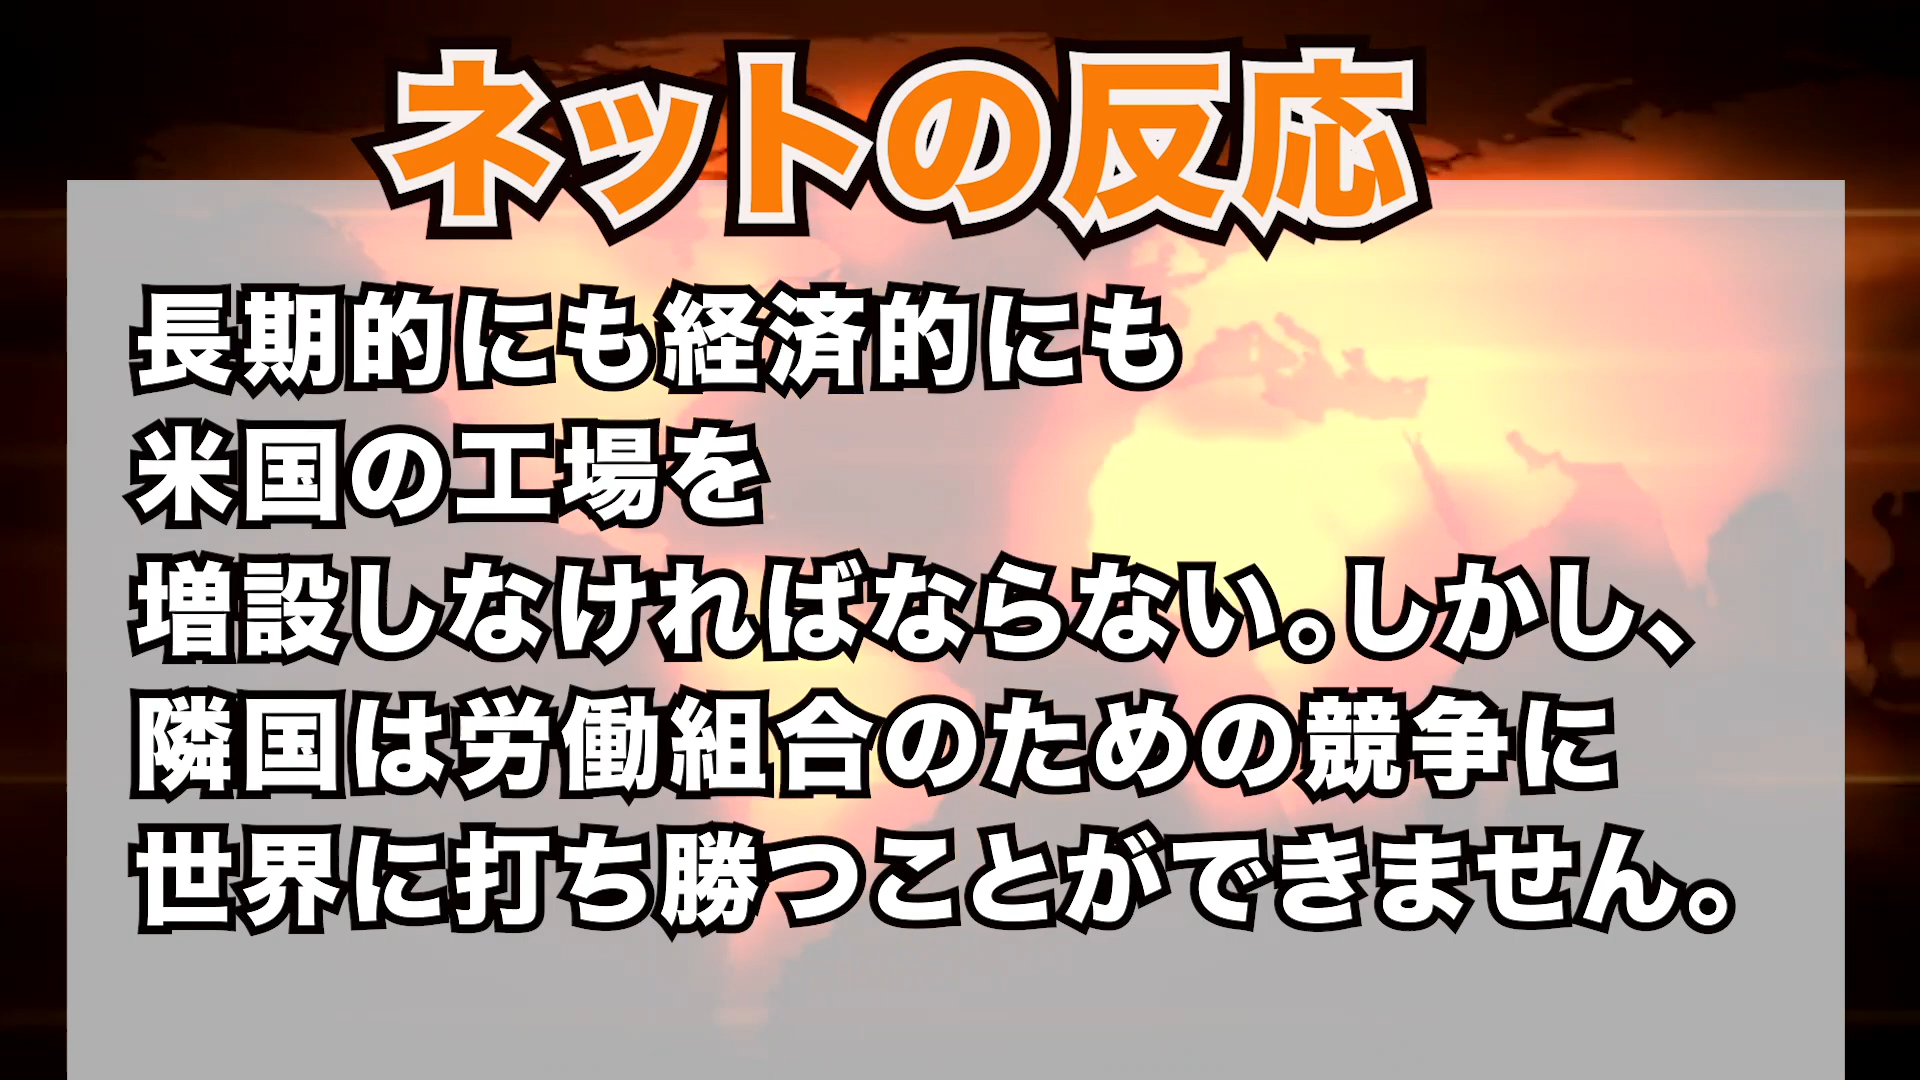 ネットの反応
長期的にも経済的にも
米国の工場を
増設しなければならない。しかし、
隣国は労働組合のための競争に
世界に打ち勝つことができません。